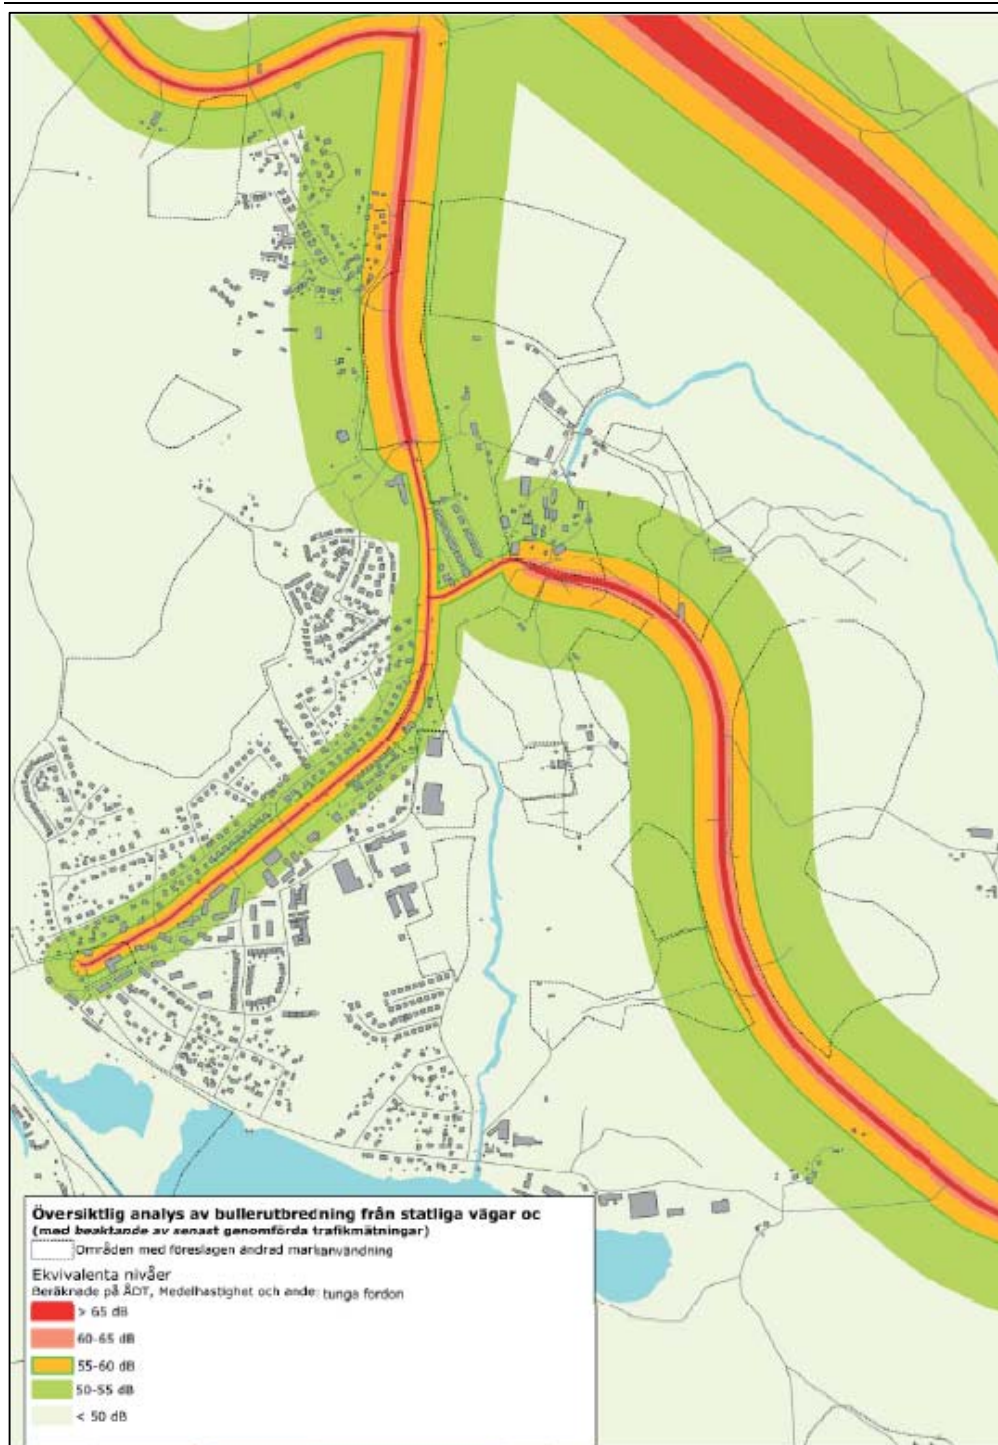 Översiktlig analys av bullerutbredning från statliga vägar oc
(med beaktande av senast genomförda trafikmätningar)
Områden med föreslagen ändrad markanvändning
Ekvivalenta nivåer
Beräknade på ÅDT, Medelhastighet och ande: tunga fordon
> 65 dB
60-65 dB
55-60 dB
50-55 dB
< 50 dB